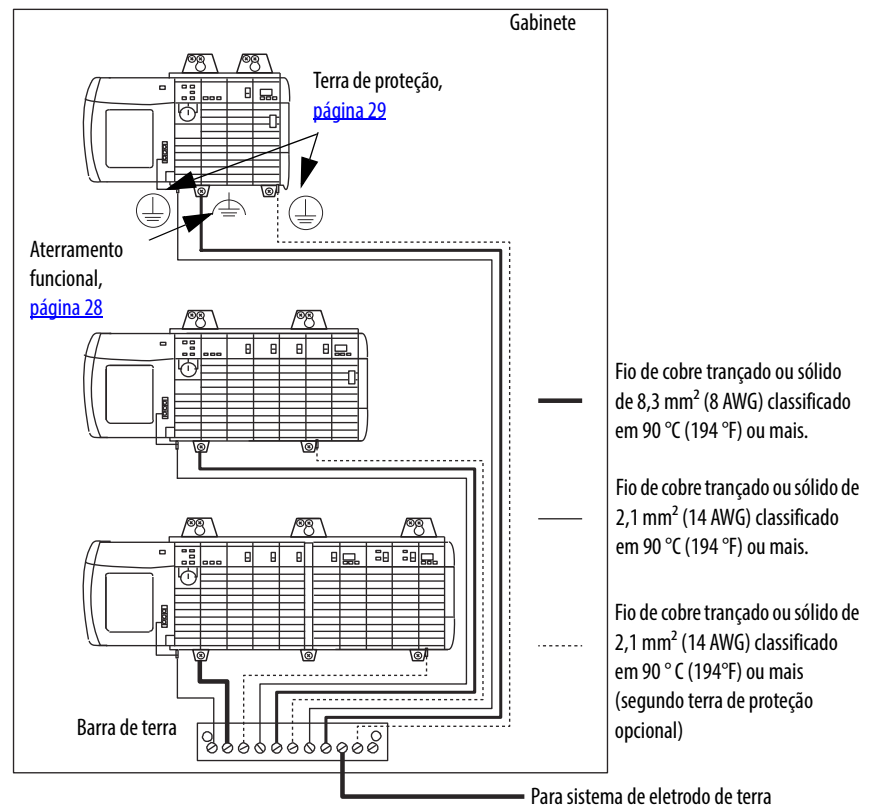 Gabinete
Terra de proteção,
página 29
Aterramento
funcional,
página 28
Fio de cobre trançado ou sólido
de 8,3 mm² (8 AWG) classificado
em 90 °C (194 °F) ou mais.
Fio de cobre trançado ou sólido de
2,1 mm² (14 AWG) classificado
em 90 °C (194 °F) ou mais.
Fio de cobre trançado ou sólido de
2,1 mm² (14 AWG) classificado
em 90 ° C (194°F) ou mais
(segundo terra de proteção
opcional)
Barra de terra
Para sistema de eletrodo de terra